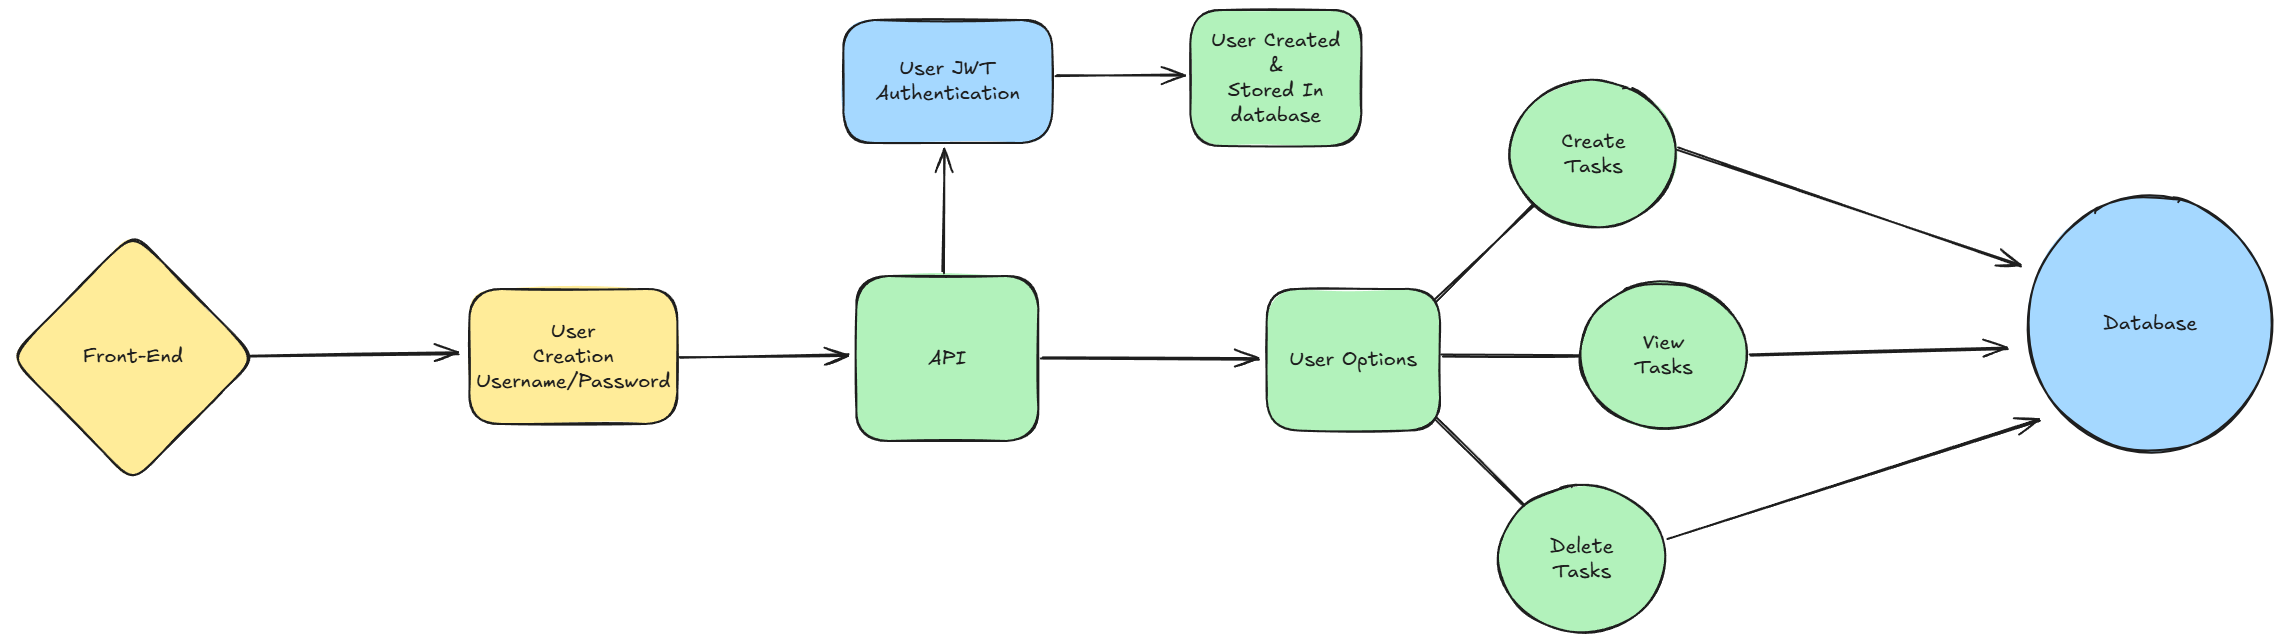 User JWT
Authentication
User Created
&
Stored In
database
Create
Tasks
Front-End
User
Creation
Username/Password
API
User Options
View
Tasks
Database
Delete
Tasks